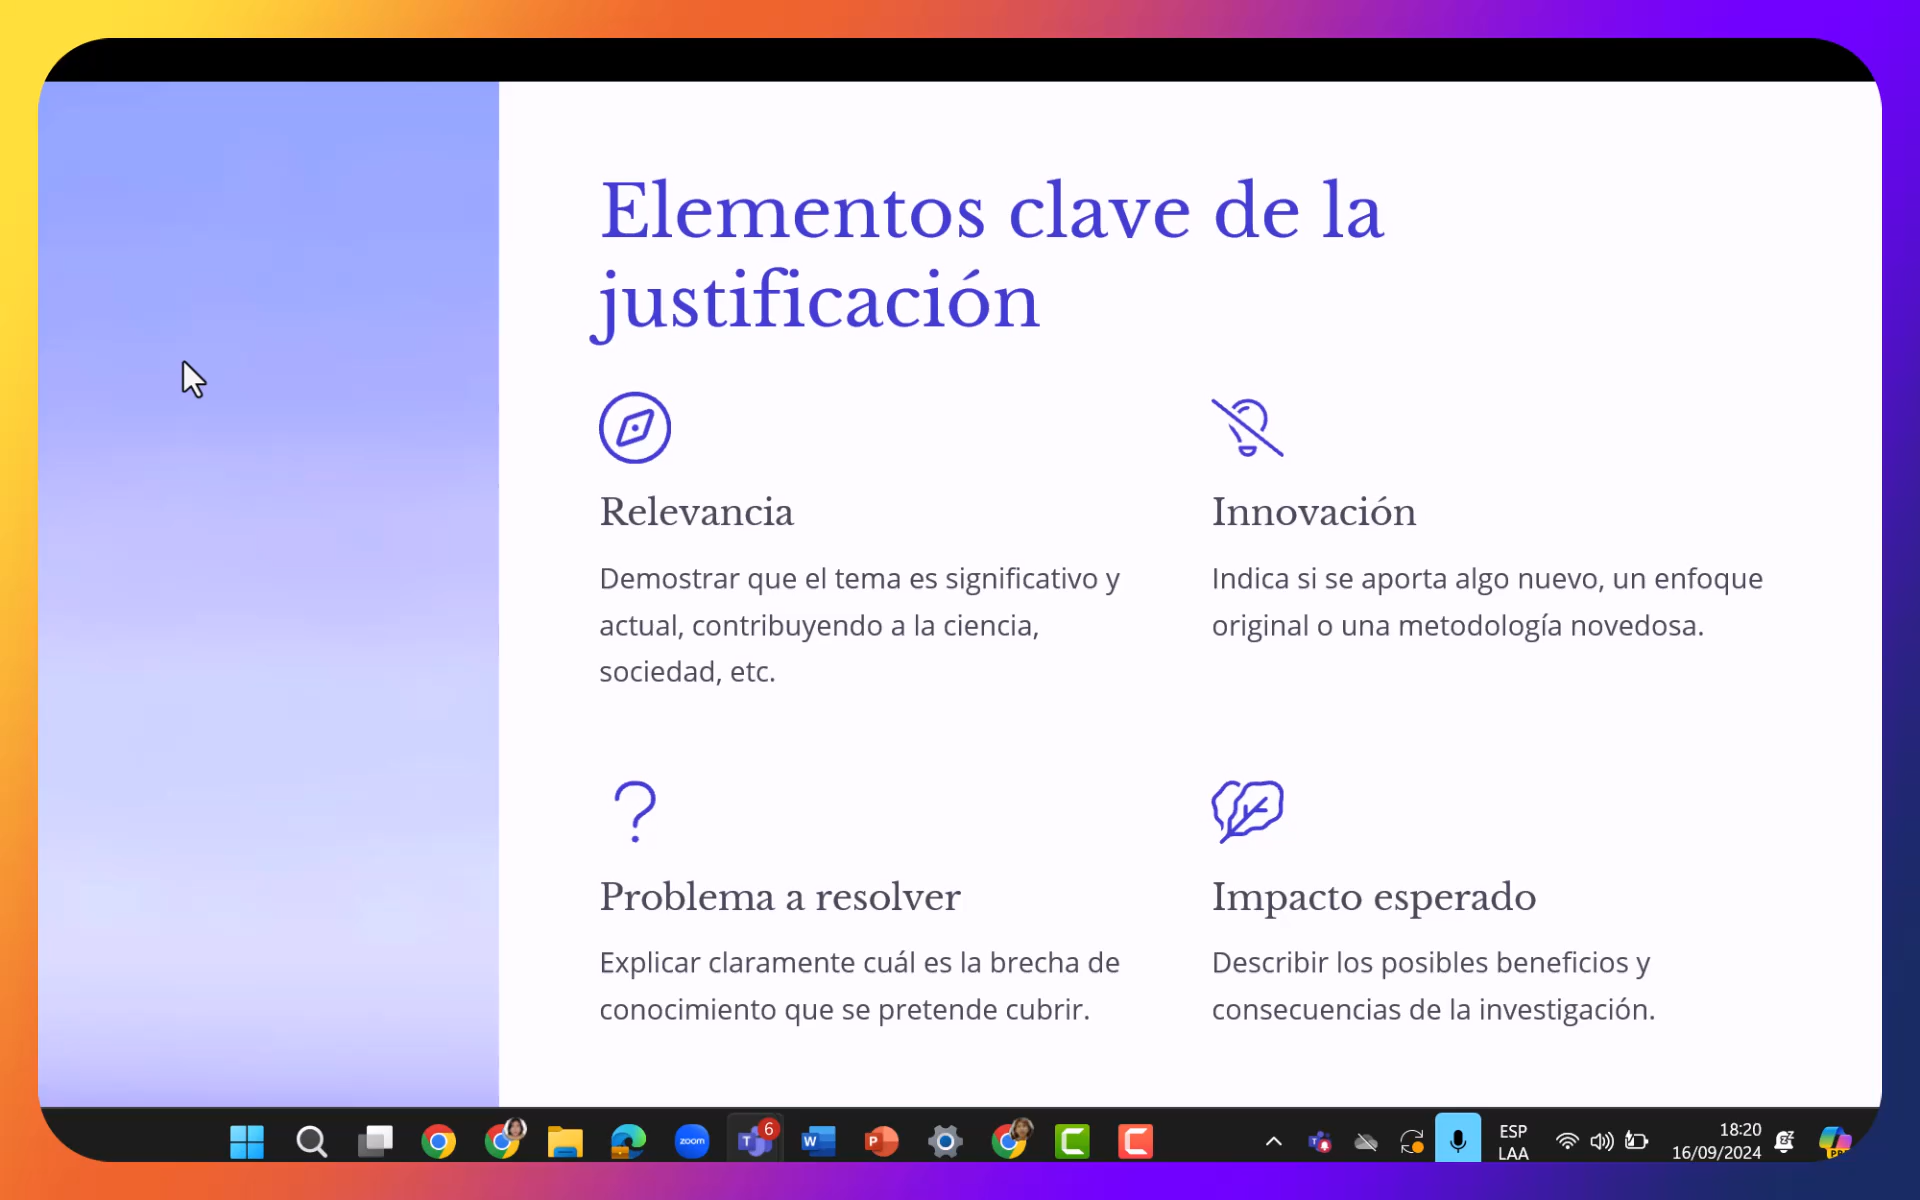 Elementos clave de la
justificación
Relevancia
Demostrar que el tema es significativo y
actual, contribuyendo a la ciencia,
sociedad, etc.
Innovación
Indica si se aporta algo nuevo, un enfoque
original o una metodología novedosa.
Problema a resolver
Explicar claramente cuál es la brecha de
conocimiento que se pretende cubrir.
Impacto esperado
Describir los posibles beneficios y
consecuencias de la investigación.
zoom
T
6
W
P
T
ESP
LAA
18:20
16/09/2024
PRE